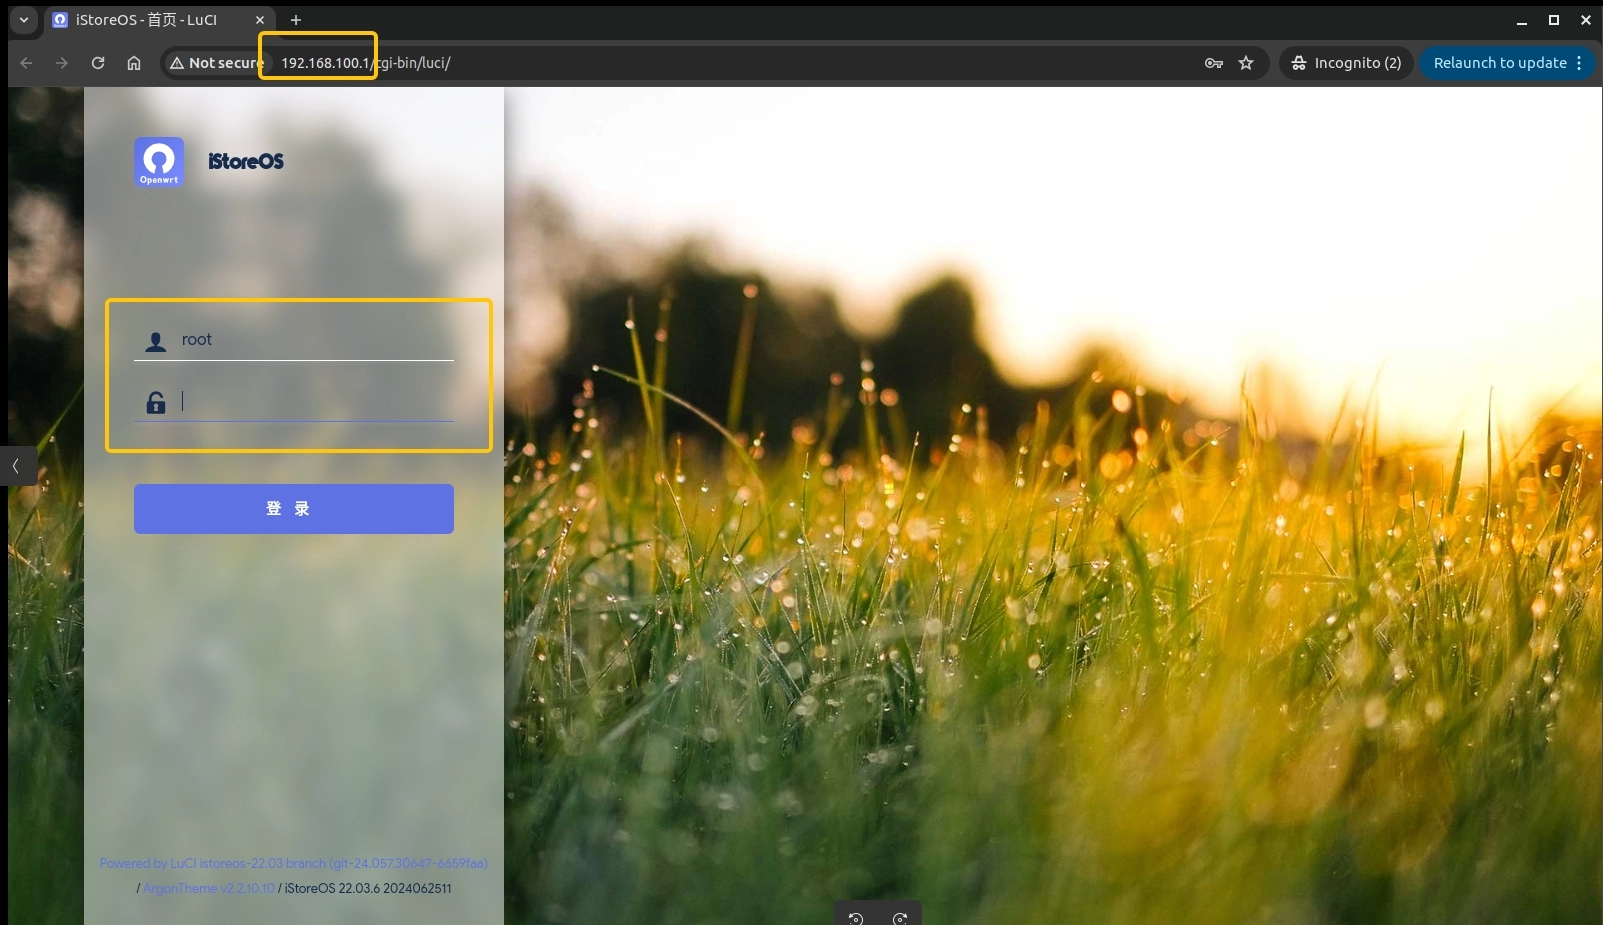 iStoreOS - 首页 - LuCI
Not secure 192.168.100.1/cgi-bin/luci/
Incognito (2)
Relaunch to update
Openwrt
iStoreOS
root
登 录
Powered by LuCI istoreos-22.03 branch (git-24.057.30647-6659faa)
/ ArgonTheme v2.2.10.10 / iStoreOS 22.03.6 2024062511